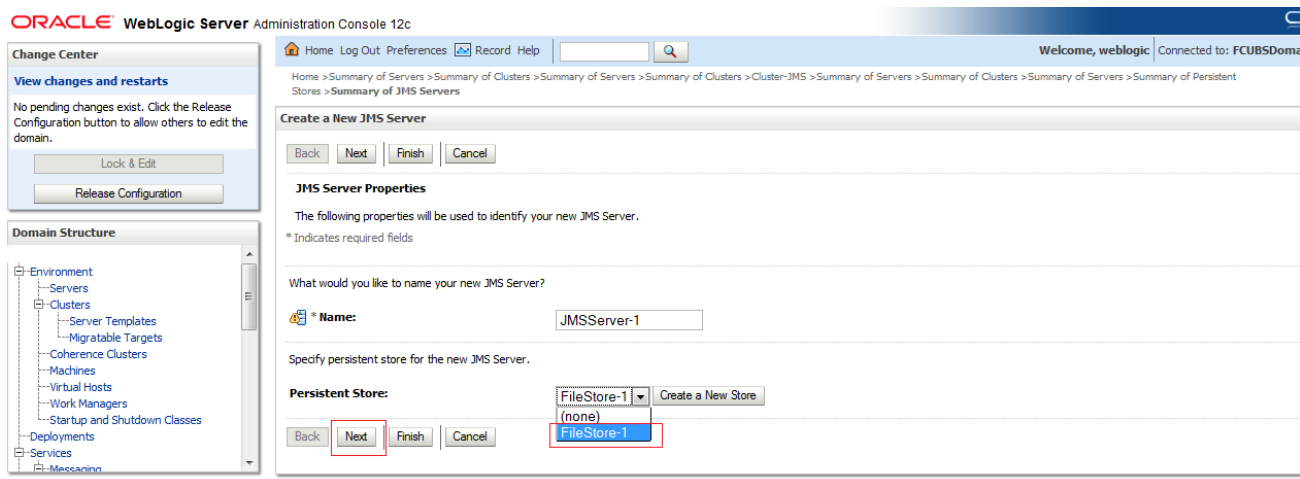 ORACLE WebLogic Server Administration Console 12c
Change Center
View changes and restarts
No pending changes exist. Click the Release
Configuration button to allow others to edit the
domain.
Lock & Edit
Release Configuration
Domain Structure
Environment
Servers
Clusters
Server Templates
Migratable Targets
Coherence Clusters
Machines
Virtual Hosts
Work Managers
Startup and Shutdown Classes
Deployments
Services
Messaging
Home Log Out Preferences Record Help
Welcome, weblogic Connected to: FCUBSDoma
Home >Summary of Servers >Summary of Clusters >Summary of Servers >Summary of Clusters >Cluster-JMS >Summary of Servers >Summary of Clusters >Summary of Servers >Summary of Persistent
Stores >Summary of JMS Servers
Create a New JMS Server
Back Next Finish Cancel
JMS Server Properties
The following properties will be used to identify your new JMS Server.
* Indicates required fields
What would you like to name your new JMS Server?
* Name: JMSServer-1
Specify persistent store for the new JMS Server.
Persistent Store: FileStore-1 Create a New Store
(none)
FileStore-1
Back Next Finish Cancel